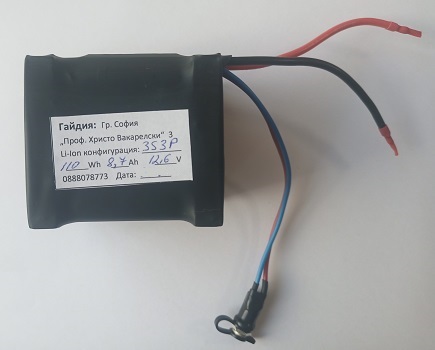 Гайдия: Гр. София
„Проф. Христо Вакарелски“ 3
Li-Ion конфигурация: 3S3P
110 Wh 8,7 Ah 12,6 V
0888078773 Дата: